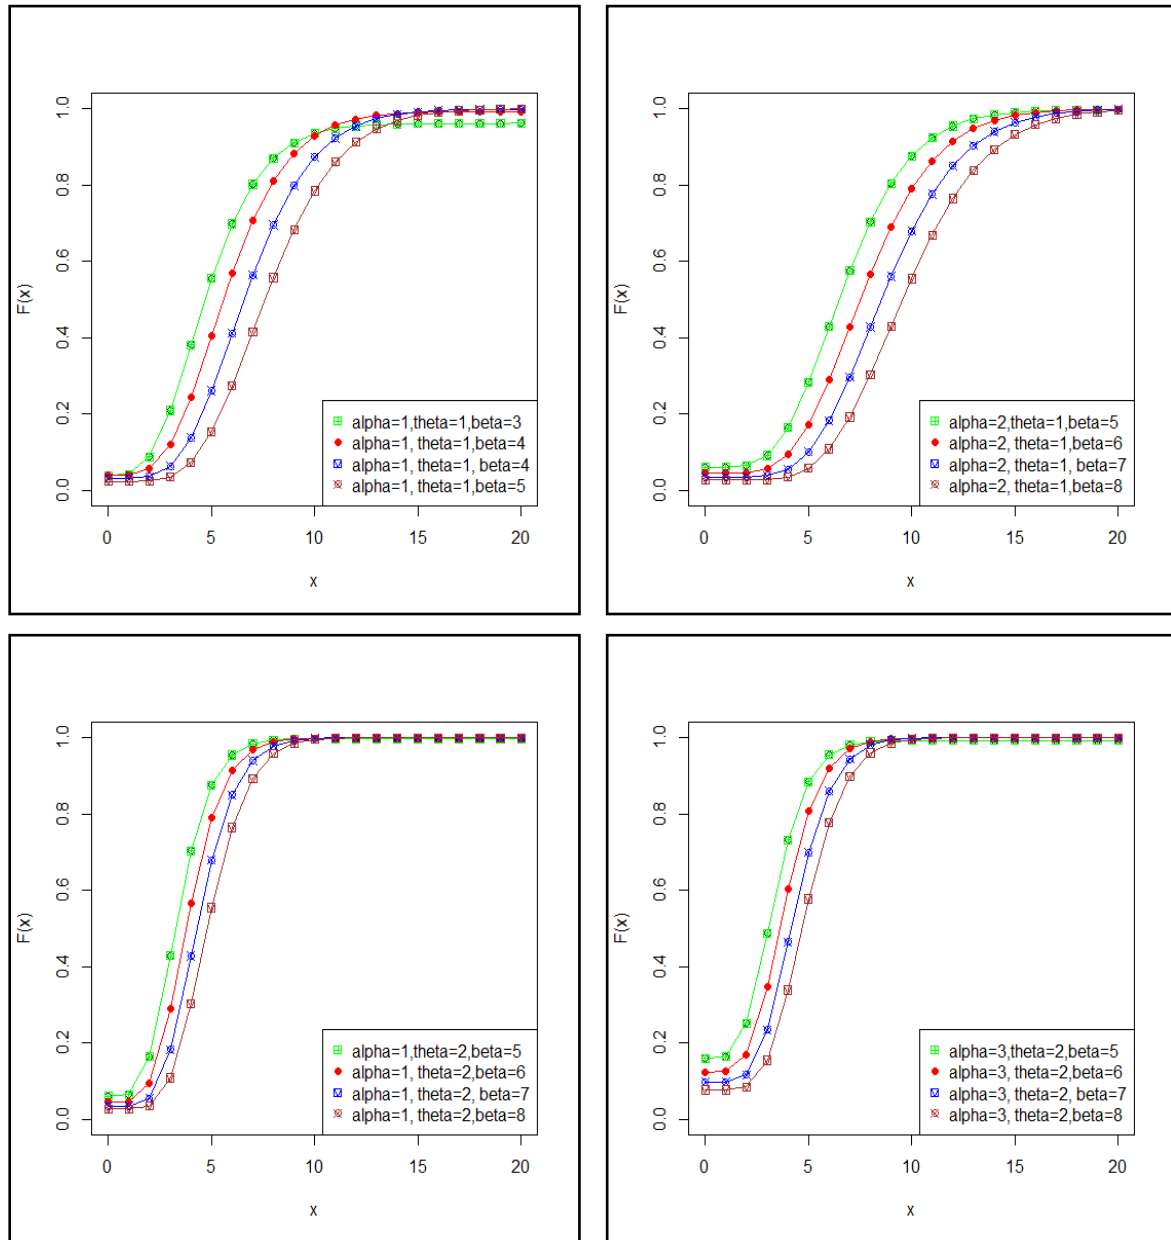 1.0
0.8
0.6
0.4
0.2
0.0
F(x)
alpha=1,theta=1,beta=3
alpha=1, theta=1,beta=4
alpha=1, theta=1, beta=4
alpha=1, theta=1,beta=5
0 5 10 15 20
x
1.0
0.8
0.6
0.4
0.2
0.0
F(x)
alpha=2,theta=1,beta=5
alpha=2, theta=1,beta=6
alpha=2, theta=1, beta=7
alpha=2, theta=1,beta=8
0 5 10 15 20
x
1.0
0.8
0.6
0.4
0.2
0.0
F(x)
alpha=1,theta=2,beta=5
alpha=1, theta=2,beta=6
alpha=1, theta=2, beta=7
alpha=1, theta=2,beta=8
0 5 10 15 20
x
1.0
0.8
0.6
0.4
0.2
0.0
F(x)
alpha=3,theta=2,beta=5
alpha=3, theta=2,beta=6
alpha=3, theta=2, beta=7
alpha=3, theta=2,beta=8
0 5 10 15 20
x